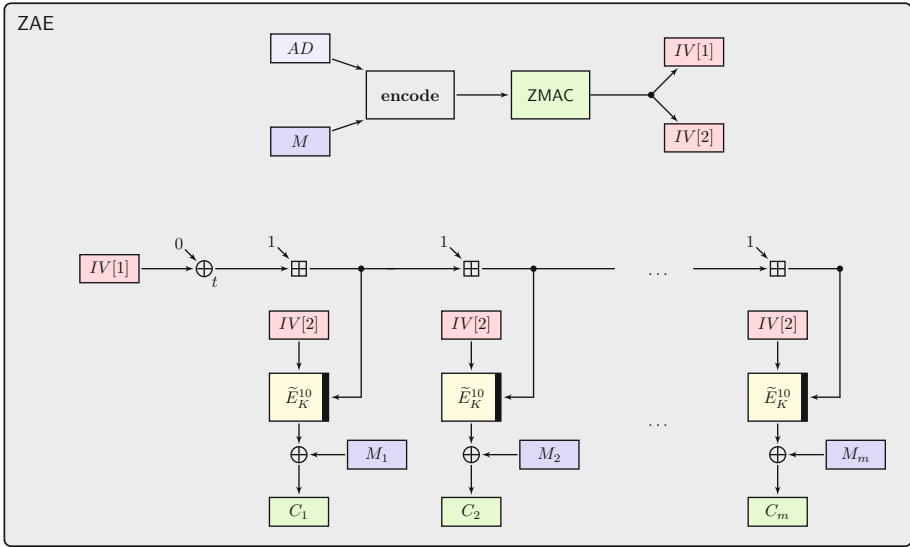 ZAE
AD
IV[1]
encode
ZMAC
M
IV[2]
0 1 1 1
IV[1] t ...
IV[2] IV[2] IV[2]
Ẽ_K^10 Ẽ_K^10 Ẽ_K^10
...
M_1 M_2 M_m
C_1 C_2 C_m